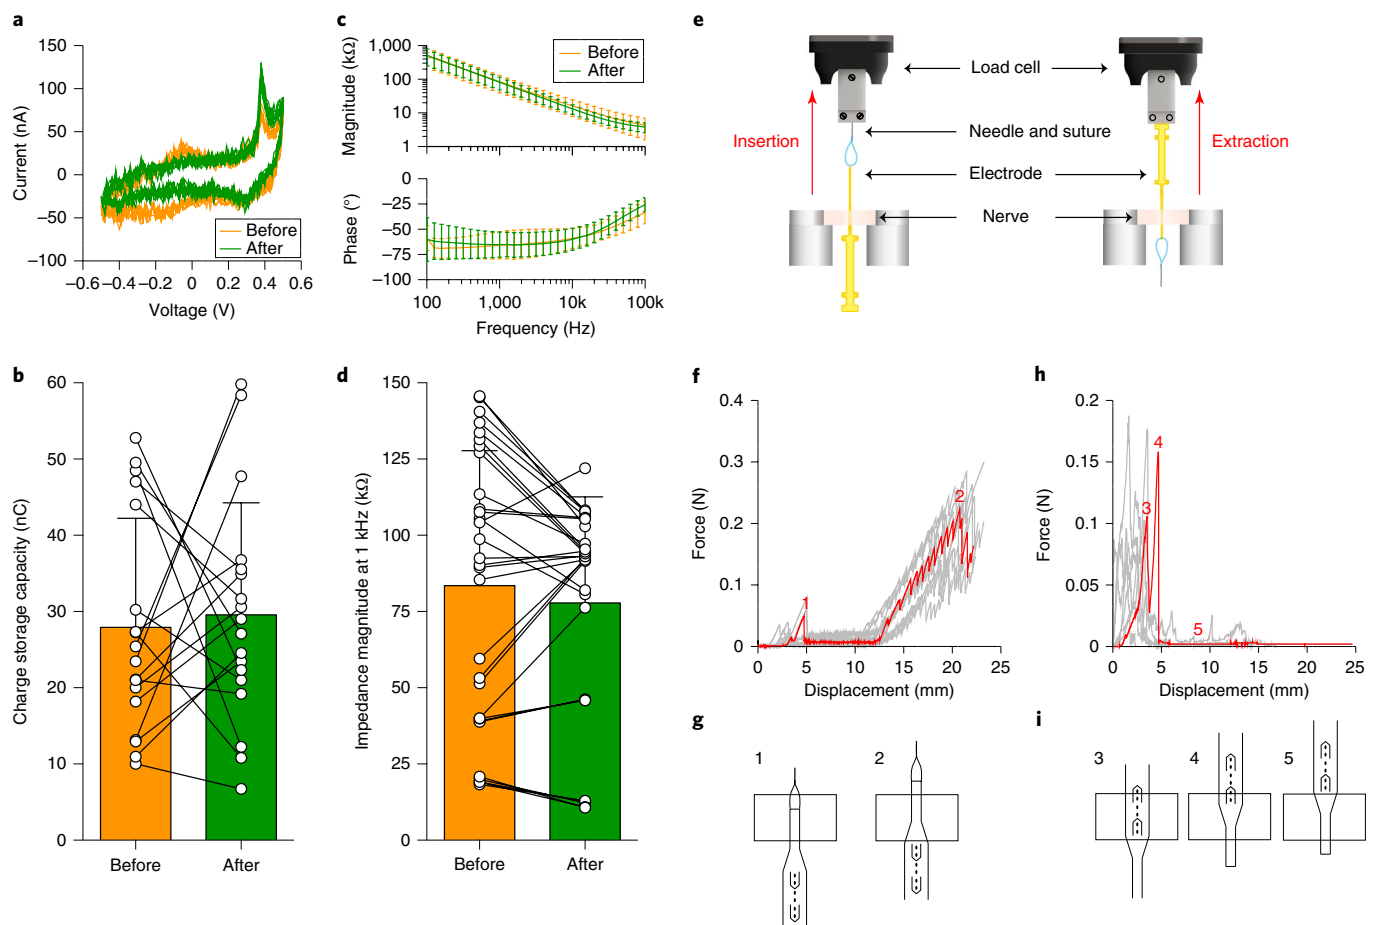 a
150
100
50
0
−50
−100
Current (nA)
Before
After
−0.6 −0.4 −0.2 0 0.2 0.4 0.6
Voltage (V)
c
1,000
100
10
1
Magnitude (kΩ)
Before
After
0
−25
−50
−75
−100
Phase (°)
100 1,000 10k 100k
Frequency (Hz)
e
Load cell
Needle and suture
Insertion
Extraction
Electrode
Nerve
b
60
50
40
30
20
10
0
Charge storage capacity (nC)
Before After
d
150
125
100
75
50
25
0
Impedance magnitude at 1 kHz (kΩ)
Before After
f
0.4
0.3
0.2
0.1
0
Force (N)
1
2
0 5 10 15 20 25
Displacement (mm)
h
0.2
0.15
0.1
0.05
0
Force (N)
3
4
5
0 5 10 15 20 25
Displacement (mm)
g
1 2
i
3 4 5